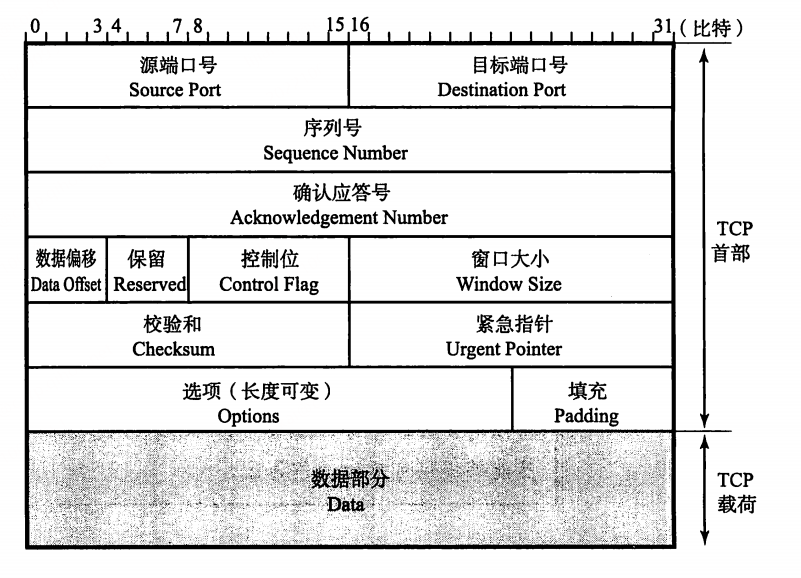 0 3 4 7 8 15 16 31 (比特)
源端口号 目标端口号
Source Port Destination Port
序列号
Sequence Number
确认应答号
Acknowledgement Number
数据偏移 保留 控制位 窗口大小
Data Offset Reserved Control Flag Window Size
校验和 紧急指针
Checksum Urgent Pointer
选项（长度可变） 填充
Options Padding
TCP
首部
数据部分
Data
TCP
载荷